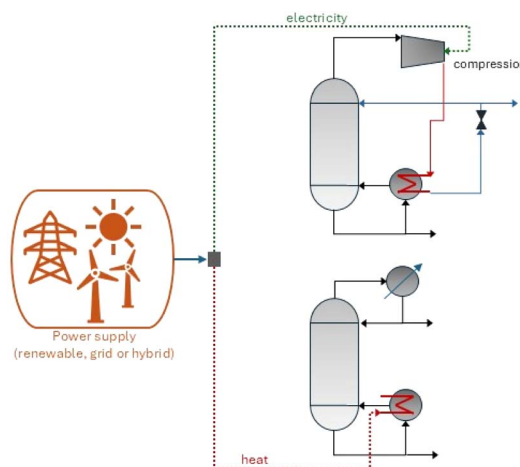 electricity
compressio
Power supply
(renewable, grid or hybrid)
heat